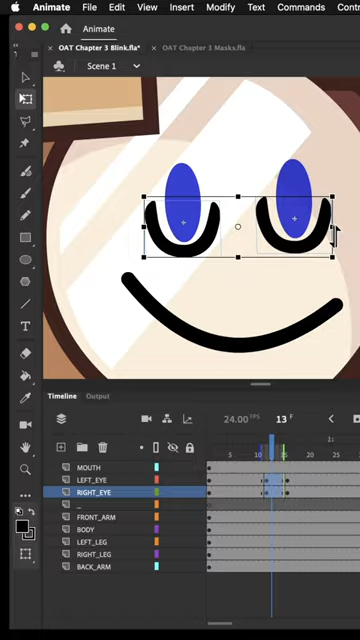 Animate File Edit View Insert Modify Text Commands Contr
Animate
× OAT Chapter 3 Blink.fla* × OAT Chapter 3 Masks.fla
Scene 1
T
Timeline Output
24.00 FPS 13 F
1s
5 10 15 20 25 30
MOUTH
LEFT_EYE
RIGHT_EYE
_
FRONT_ARM
BODY
LEFT_LEG
RIGHT_LEG
BACK_ARM